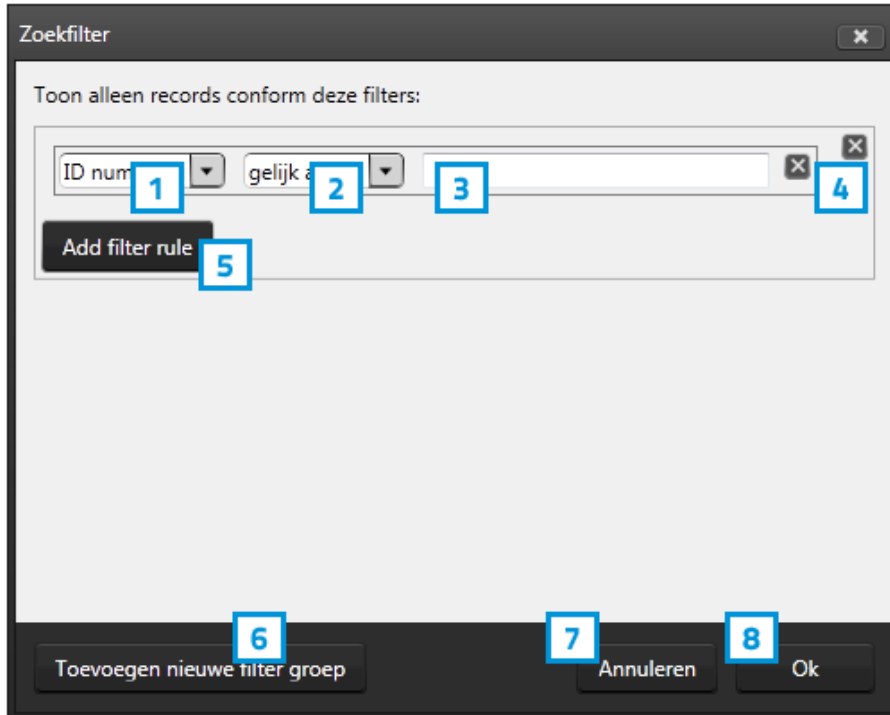 Zoekfilter
Toon alleen records conform deze filters:
ID num 1 gelijk a 2 3 4
Add filter rule 5
6 7 8
Toevoegen nieuwe filter groep Annuleren Ok